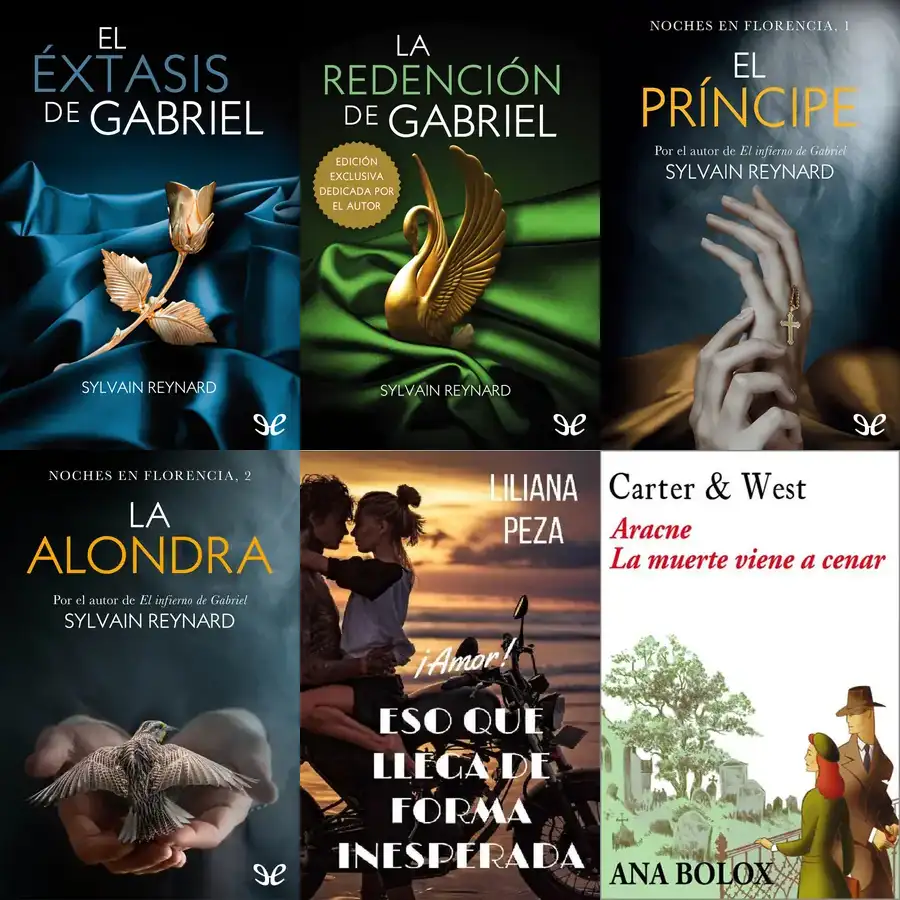 EL
ÉXTASIS
DE GABRIEL
SYLVAIN REYNARD
LA
REDENCIÓN
DE GABRIEL
EDICIÓN
EXCLUSIVA
DEDICADA POR
EL AUTOR
SYLVAIN REYNARD
NOCHES EN FLORENCIA, 1
EL
PRÍNCIPE
Por el autor de El infierno de Gabriel
SYLVAIN REYNARD
NOCHES EN FLORENCIA, 2
LA
ALONDRA
Por el autor de El infierno de Gabriel
SYLVAIN REYNARD
LILIANA
PEZA
¡Amor!
ESO QUE
LLEGA DE
FORMA
INESPERADA
Carter & West
Aracne
La muerte viene a cenar
ANA BOLOX